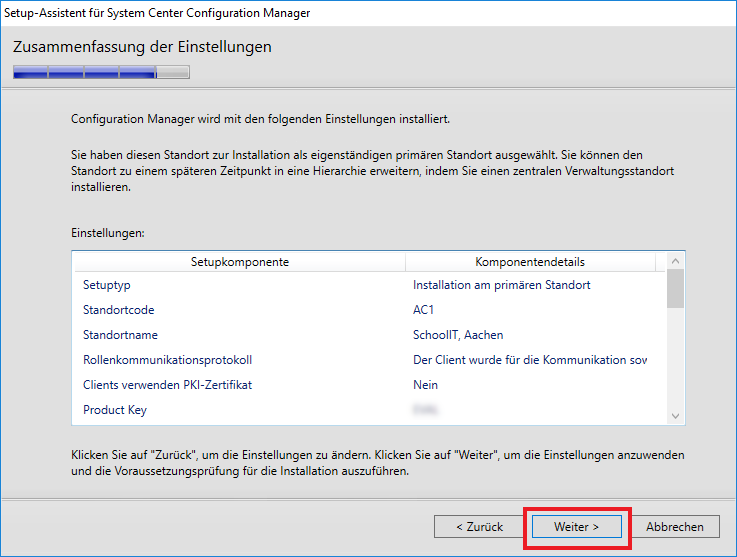 Setup-Assistent für System Center Configuration Manager
Zusammenfassung der Einstellungen
Configuration Manager wird mit den folgenden Einstellungen installiert.
Sie haben diesen Standort zur Installation als eigenständigen primären Standort ausgewählt. Sie können den
Standort zu einem späteren Zeitpunkt in eine Hierarchie erweitern, indem Sie einen zentralen Verwaltungsstandort
installieren.
Einstellungen:
Setupkomponente Komponentendetails
Setuptyp Installation am primären Standort
Standortcode AC1
Standortname SchoolIT, Aachen
Rollenkommunikationsprotokoll Der Client wurde für die Kommunikation sov
Clients verwenden PKI-Zertifikat Nein
Product Key
Klicken Sie auf "Zurück", um die Einstellungen zu ändern. Klicken Sie auf "Weiter", um die Einstellungen anzuwenden
und die Voraussetzungsprüfung für die Installation auszuführen.
< Zurück Weiter > Abbrechen